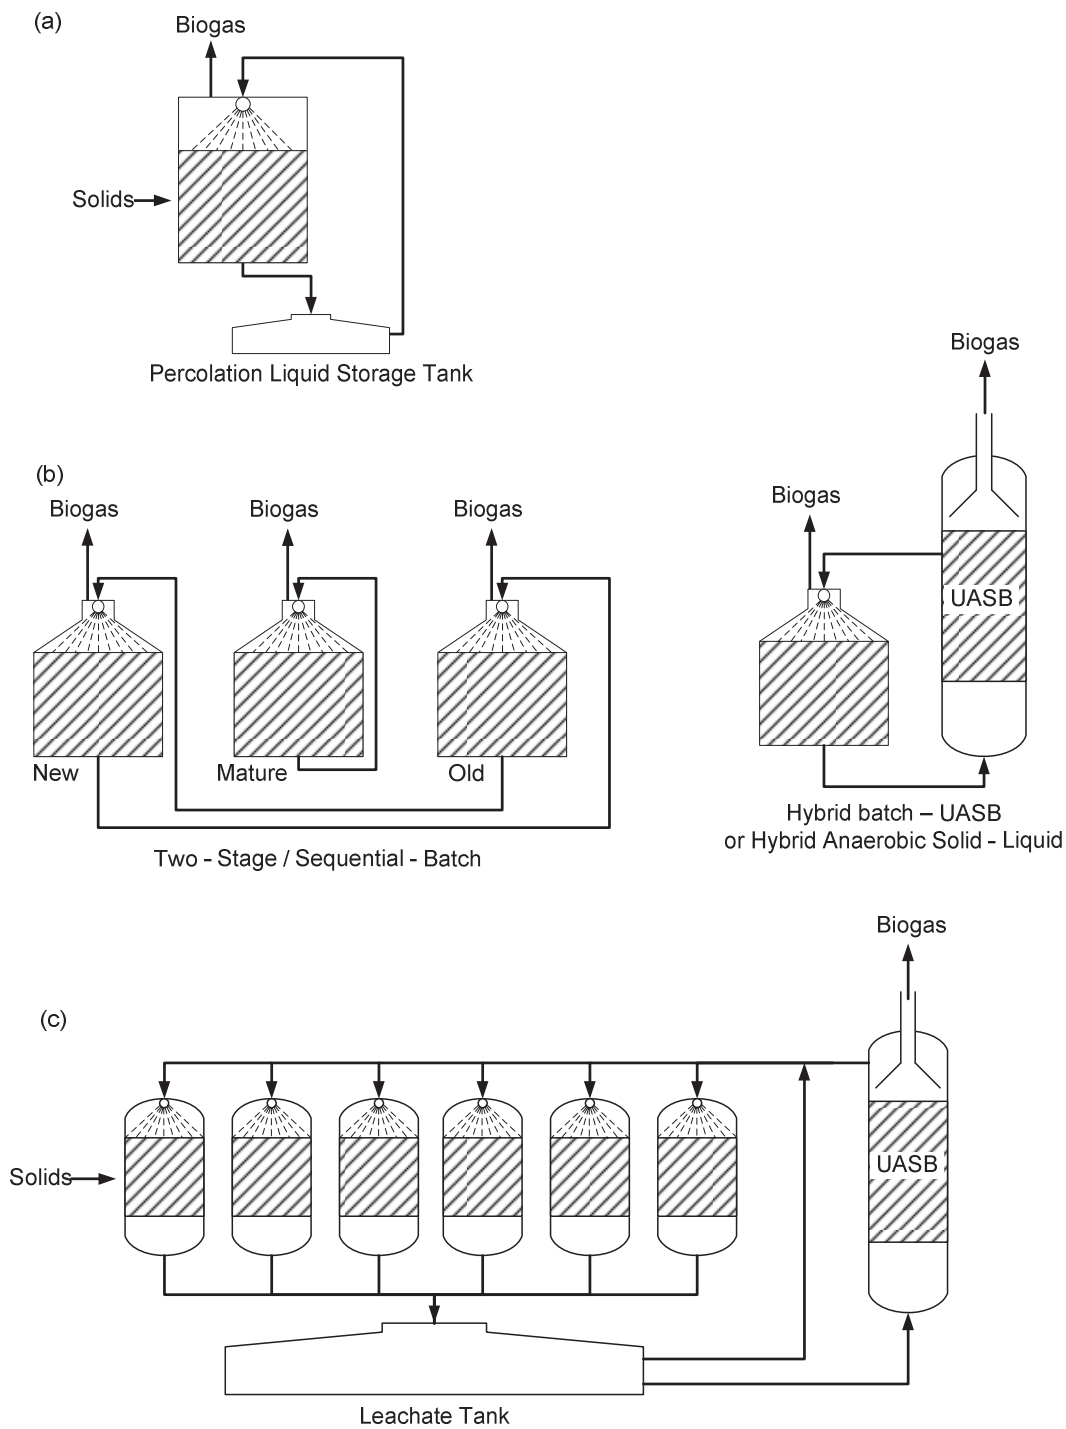 (a)
Biogas
Solids
Percolation Liquid Storage Tank
Biogas
(b)
Biogas
Biogas
Biogas
Biogas
UASB
New
Mature
Old
Hybrid batch – UASB
or Hybrid Anaerobic Solid - Liquid
Two - Stage / Sequential - Batch
Biogas
(c)
Solids
UASB
Leachate Tank